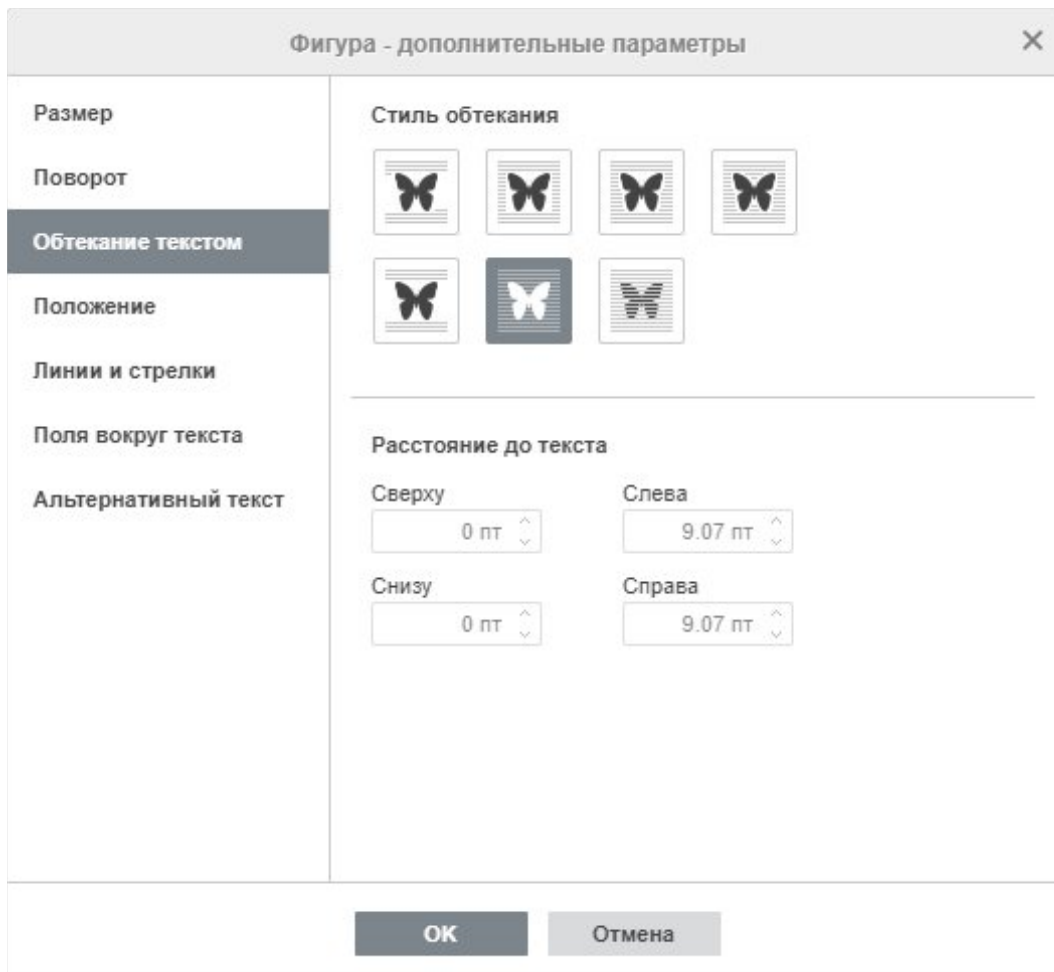 Фигура - дополнительные параметры
Размер
Поворот
Обтекание текстом
Положение
Линии и стрелки
Поля вокруг текста
Альтернативный текст
Стиль обтекания
Расстояние до текста
Сверху
Слева
0 пт
9.07 пт
Снизу
Справа
0 пт
9.07 пт
OK
Отмена